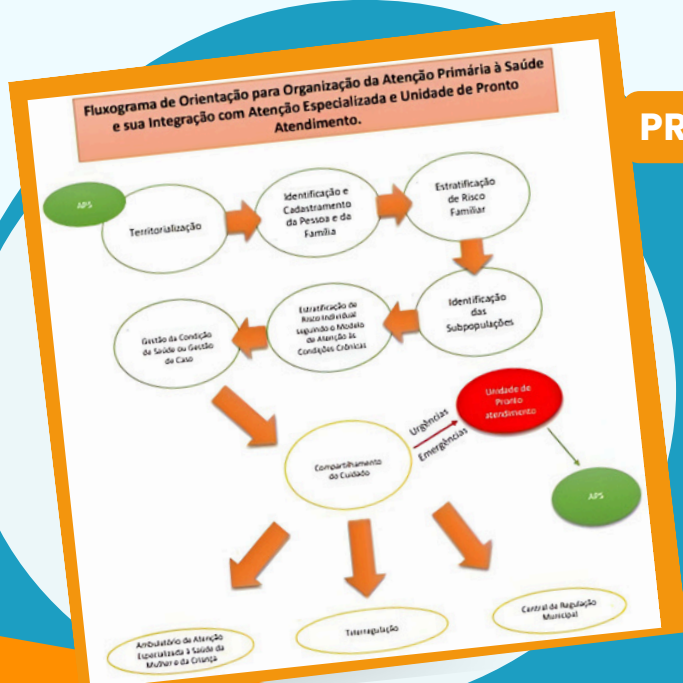 Fluxograma de Orientação para Organização da Atenção Primária à Saúde
e sua Integração com Atenção Especializada e Unidade de Pronto
Atendimento.
PR
APS
Territorialização
Identificação e
Cadastramento
da Pessoa e da
Família
Estratificação
de Risco
Familiar
Identificação
das
Subpopulações
Estratificação de
Risco Individual
segundo o Modelo
de Atenção às
Condições Crônicas
Gestão da Condição
de Saúde ou Gestão
de Caso
Compartilhamento
do Cuidado
Urgências
Emergências
Unidade de
Pronto
atendimento
APS
Ambulatório de Atenção
Especializada à Saúde da
Mulher e da Criança
Telerregulação
Central de Regulação
Municipal